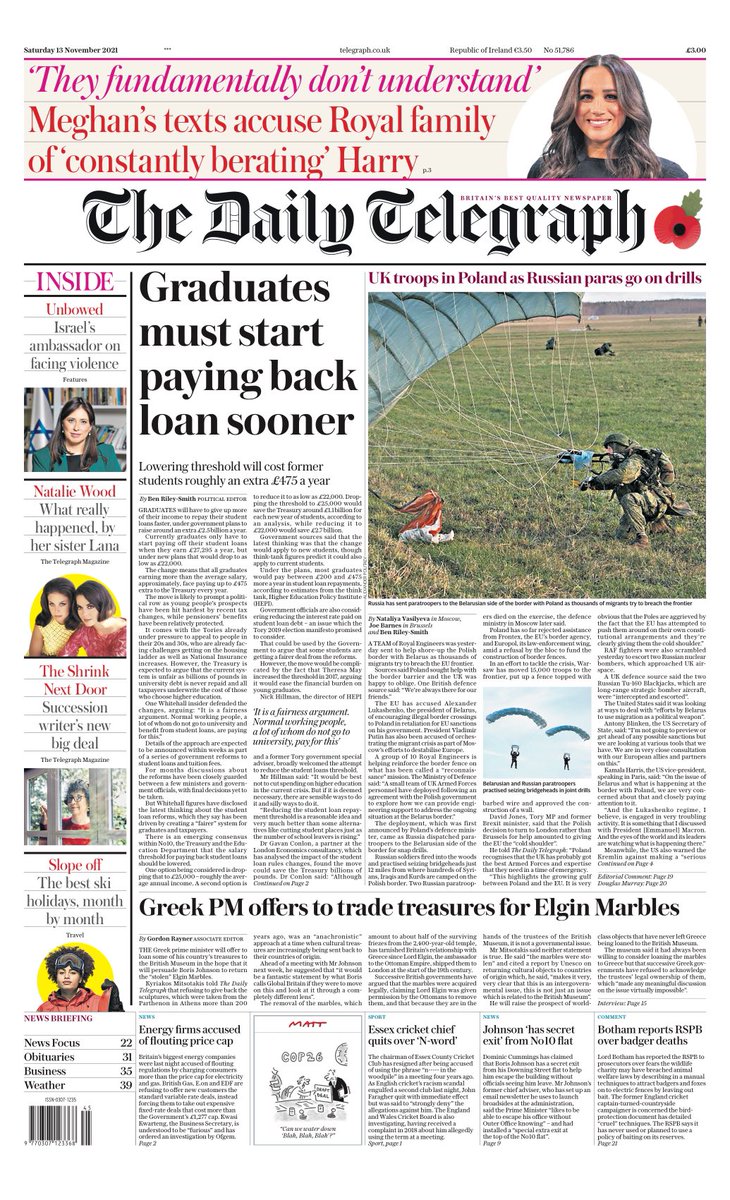 Saturday 13 November 2021
***
telegraph.co.uk
Republic of Ireland €3.50 No 51,786
£3.00
‘They fundamentally don’t understand’
Meghan’s texts accuse Royal family
of ‘constantly berating’ Harry p.3
BRITAIN’S BEST QUALITY NEWSPAPER
The Daily Telegraph
INSIDE
Unbowed
Israel’s
ambassador on
facing violence
Features
Natalie Wood
What really
happened, by
her sister Lana
The Telegraph Magazine
The Shrink
Next Door
Succession
writer’s new
big deal
The Telegraph Magazine
Slope off
The best ski
holidays, month
by month
Travel
NEWS BRIEFING
News Focus 22
Obituaries 31
Business 35
Weather 39
ISSN 0307-1235
45
9 770307 123368
Graduates
must start
paying back
loan sooner
Lowering threshold will cost former
students roughly an extra £475 a year
By Ben Riley-Smith POLITICAL EDITOR
GRADUATES will have to give up more
of their income to repay their student
loans faster, under government plans to
raise around an extra £2.5 billion a year.
Currently graduates only have to
start paying off their student loans
when they earn £27,295 a year, but
under new plans that would drop to as
low as £22,000.
The change means that all graduates
earning more than the average salary,
approximately, face paying up to £475
extra to the Treasury every year.
The move is likely to prompt a politi-
cal row as young people’s prospects
have been hit hardest by recent tax
changes, while pensioners’ benefits
have been relatively protected.
It comes with the Tories already
under pressure to appeal to people in
their 20s and 30s, who are already fac-
ing challenges getting on the housing
ladder as well as National Insurance
increases. However, the Treasury is
expected to argue that the current sys-
tem is unfair as billions of pounds in
university debt is never repaid and all
taxpayers underwrite the cost of those
who choose higher education.
One Whitehall insider defended the
changes, arguing: “It is a fairness
argument. Normal working people, a
lot of whom do not go to university and
benefit from student loans, are paying
for this.”
Details of the approach are expected
to be announced within weeks as part
of a series of government reforms to
student loans and tuition fees.
For months discussions about
the reforms have been closely guarded
between a few ministers and govern-
ment officials, with final decisions yet to
be taken.
But Whitehall figures have disclosed
the latest thinking about the student
loan reforms, which they say has been
driven by creating a “fairer” system for
graduates and taxpayers.
There is an emerging consensus
within No10, the Treasury and the Edu-
cation Department that the salary
threshold for paying back student loans
should be lowered.
One option being considered is drop-
ping that to £25,000 – roughly the aver-
age annual income. A second option is
to reduce it to as low as £22,000. Drop-
ping the threshold to £25,000 would
save the Treasury around £1.1 billion for
each new year of students, according to
an analysis, while reducing it to
£22,000 would save £2.7 billion.
Government sources said that the
latest thinking was that the change
would apply to new students, though
think-tank figures predict it could also
apply to current students.
Under the plans, most graduates
would pay between £200 and £475
more a year in student loan repayments,
according to estimates from the think
tank, Higher Education Policy Institute
(HEPI).
Government officials are also consid-
ering reducing the interest rate paid on
student loan debt – an issue which the
Tory 2019 election manifesto promised
to consider.
That could be used by the Govern-
ment to argue that some students are
getting a fairer deal from the reforms.
However, the move would be compli-
cated by the fact that Theresa May
increased the threshold in 2017, arguing
it would ease the financial burden on
young graduates.
Nick Hillman, the director of HEPI
‘It is a fairness argument.
Normal working people,
a lot of whom do not go to
university, pay for this’
and a former Tory government special
adviser, broadly welcomed the attempt
to reduce the student loans threshold.
Mr Hillman said: “It would be best
not to cut spending on higher education
in the current crisis. But if it is deemed
necessary, there are sensible ways to do
it and silly ways to do it.
“Reducing the student loan repay-
ment threshold is a reasonable idea and
very much better than some alterna-
tives like cutting student places just as
the number of school leavers is rising.”
Dr Gavan Conlon, a partner at the
London Economics consultancy, which
has analysed the impact of the student
loan rules changes, found the move
could save the Treasury billions of
pounds. Dr Conlon said: “Although
Continued on Page 2
UK troops in Poland as Russian paras go on drills
Russia has sent paratroopers to the Belarusian side of the border with Poland as thousands of migrants try to breach the frontier
By Nataliya Vasilyeva in Moscow,
Joe Barnes in Brussels
and Ben Riley-Smith
A TEAM of Royal Engineers was yester-
day sent to help shore-up the Polish
border with Belarus as thousands of
migrants try to breach the EU frontier.
Sources said Poland sought help with
the border barrier and the UK was
happy to oblige. One British defence
source said: “We’re always there for our
friends.”
The EU has accused Alexander
Lukashenko, the president of Belarus,
of encouraging illegal border crossings
to Poland in retaliation for EU sanctions
on his government. President Vladimir
Putin has also been accused of orches-
trating the migrant crisis as part of Mos-
cow’s efforts to destabilise Europe.
A group of 10 Royal Engineers is
helping reinforce the border fence on
what has been called a “reconnais-
sance” mission. The Ministry of Defence
said: “A small team of UK Armed Forces
personnel have deployed following an
agreement with the Polish government
to explore how we can provide engi-
neering support to address the ongoing
situation at the Belarus border.”
The deployment, which was first
announced by Poland’s defence minis-
ter, came as Russia dispatched para-
troopers to the Belarusian side of the
border for snap drills.
Russian soldiers fired into the woods
and practised seizing bridgeheads just
12 miles from where hundreds of Syri-
ans, Iraqis and Kurds are camped on the
Polish border. Two Russian paratroop-
ers died on the exercise, the defence
ministry in Moscow later said.
Poland has so far rejected assistance
from Frontex, the EU’s border agency,
and Europol, its law-enforcement wing,
amid a refusal by the bloc to fund the
construction of border fences.
In an effort to tackle the crisis, War-
saw has moved 15,000 troops to the
frontier, put up a fence topped with
Belarusian and Russian paratroopers
practised seizing bridgeheads in joint drills
barbed wire and approved the con-
struction of a wall.
David Jones, Tory MP and former
Brexit minister, said that the Polish
decision to turn to London rather than
Brussels for help amounted to giving
the EU the “cold shoulder”.
He told The Daily Telegraph: “Poland
recognises that the UK has probably got
the best Armed Forces and expertise
that they need in a time of emergency.
“This highlights the growing gulf
between Poland and the EU. It is very
obvious that the Poles are aggrieved by
the fact that the EU has attempted to
push them around on their own consti-
tutional arrangements and they’re
clearly giving them the cold shoulder.”
RAF fighters were also scrambled
yesterday to escort two Russian nuclear
bombers, which approached UK air-
space.
A UK defence source said the two
Russian Tu-160 Blackjacks, which are
long-range strategic bomber aircraft,
were “intercepted and escorted”.
The United States said it was looking
at ways to deal with “efforts by Belarus
to use migration as a political weapon”.
Antony Blinken, the US Secretary of
State, said: “I’m not going to preview or
get ahead of any possible sanctions but
we are looking at various tools that we
have. We are in very close consultation
with our European allies and partners
on this.”
Kamala Harris, the US vice-president,
speaking in Paris, said: “On the issue of
Belarus and what is happening at the
border with Poland, we are very con-
cerned about that and closely paying
attention to it.
“And the Lukashenko regime, I
believe, is engaged in very troubling
activity. It is something that I discussed
with President [Emmanuel] Macron.
And the eyes of the world and its leaders
are watching what is happening there.”
Meanwhile, the US also warned the
Kremlin against making a “serious
Continued on Page 4
Editorial Comment: Page 19
Douglas Murray: Page 20
Greek PM offers to trade treasures for Elgin Marbles
By Gordon Rayner ASSOCIATE EDITOR
THE Greek prime minister will offer to
loan some of his country’s treasures to
the British Museum in the hope that it
will persuade Boris Johnson to return
the “stolen” Elgin Marbles.
Kyriakos Mitsotakis told The Daily
Telegraph that refusing to give back the
sculptures, which were taken from the
Parthenon in Athens more than 200
years ago, was an “anachronistic”
approach at a time when cultural treas-
ures are increasingly being sent back to
their countries of origin.
Ahead of a meeting with Mr Johnson
next week, he suggested that “it would
be a fantastic statement by what Boris
calls Global Britain if they were to move
on this and look at it through a com-
pletely different lens”.
The removal of the marbles, which
amount to about half of the surviving
friezes from the 2,400-year-old temple,
has tarnished Britain’s relationship with
Greece since Lord Elgin, the ambassador
to the Ottoman Empire, shipped them to
London at the start of the 19th century.
Successive British governments have
argued that the marbles were acquired
legally, claiming Lord Elgin was given
permission by the Ottomans to remove
them, and that because they are in the
hands of the trustees of the British
Museum, it is not a governmental issue.
Mr Mitsotakis said neither statement
is true. He said “the marbles were sto-
len” and cited a report by Unesco on
returning cultural objects to countries
of origin which, he said, “makes it
very clear that this is an intergovern-
mental issue, this is not just an issue
which is related to the British Museum”.
He will raise the prospect of world-
class objects that have never left Greece
being loaned to the British Museum.
The museum said it had always been
willing to consider loaning the marbles
to Greece but that successive Greek gov-
ernments have refused to acknowledge
the trustees’ legal ownership of them,
which “made any meaningful discussion
on the issue virtually impossible”.
Interview: Page 15
NEWS
Energy firms accused
of flouting price cap
Britain’s biggest energy companies
were last night accused of flouting
regulations by charging consumers
more than the price cap for electricity
and gas. British Gas, E.on and EDF are
refusing to offer new customers the
standard variable rate deals, instead
forcing them to take out expensive
fixed-rate deals that cost more than
the Government’s £1,277 cap. Kwasi
Kwarteng, the Business Secretary, is
understood to be “furious” and has
ordered an investigation by Ofgem.
Page 2
MATT
COP26
DRAFT
DEAL
“Can we water down
‘Blah, Blah, Blah’?”
SPORT
Essex cricket chief
quits over ‘N-word’
The chairman of Essex County Cricket
Club has resigned after being accused
of using the phrase “n----- in the
woodpile” in a meeting four years ago.
As English cricket’s racism scandal
engulfed a second club last night, John
Faragher quit with immediate effect
but was said to “strongly deny” the
allegations against him. The England
and Wales Cricket Board is also
investigating, having received a
complaint in 2018 about him allegedly
using the term at a meeting.
Sport, page 1
NEWS
Johnson ‘has secret
exit’ from No10 flat
Dominic Cummings has claimed
that Boris Johnson has a secret exit
from his Downing Street flat to help
him escape the building without
officials seeing him leave. Mr Johnson’s
former chief adviser, who has set up an
email newsletter he uses to launch
broadsides at the administration,
said the Prime Minister “likes to be
able to escape his office without
Outer Office knowing” – and had
installed a “special extra exit at
the top of the No10 flat”.
Page 9
COMMENT
Botham reports RSPB
over badger deaths
Lord Botham has reported the RSPB to
prosecutors over fears the wildlife
charity may have breached animal
welfare laws by describing in a manual
techniques to attract badgers and foxes
on to electric fences by leaving out
bait. The former England cricket
captain-turned-countryside
campaigner is concerned the bird-
protection document has detailed
“cruel” techniques. The RSPB says it
has never used or planned to use a
policy of baiting on its reserves.
Page 21